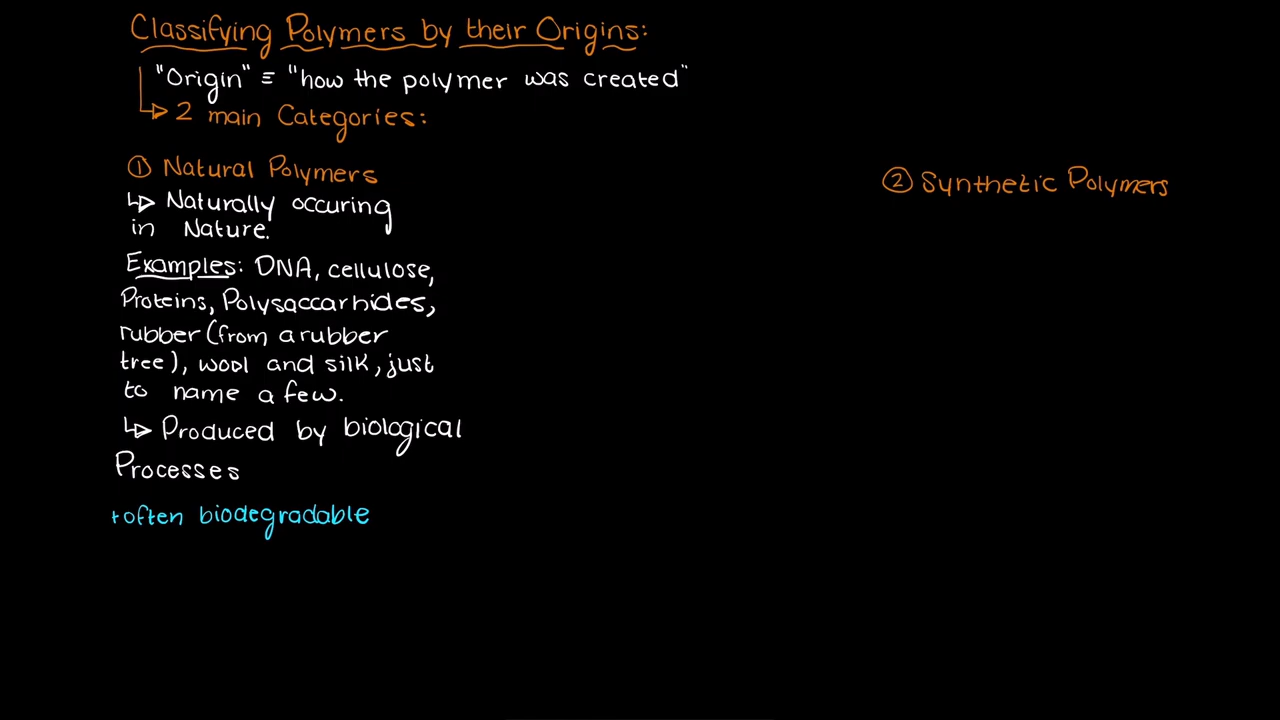 Classifying Polymers by their Origins:
"Origin" ≡ "how the polymer was created"
2 main Categories:
① Natural Polymers
Naturally occuring
in Nature.
Examples: DNA, cellulose,
Proteins, Polysaccarhides,
rubber (from a rubber
tree), wool and silk, just
to name a few.
Produced by biological
Processes
+often biodegradable
② Synthetic Polymers